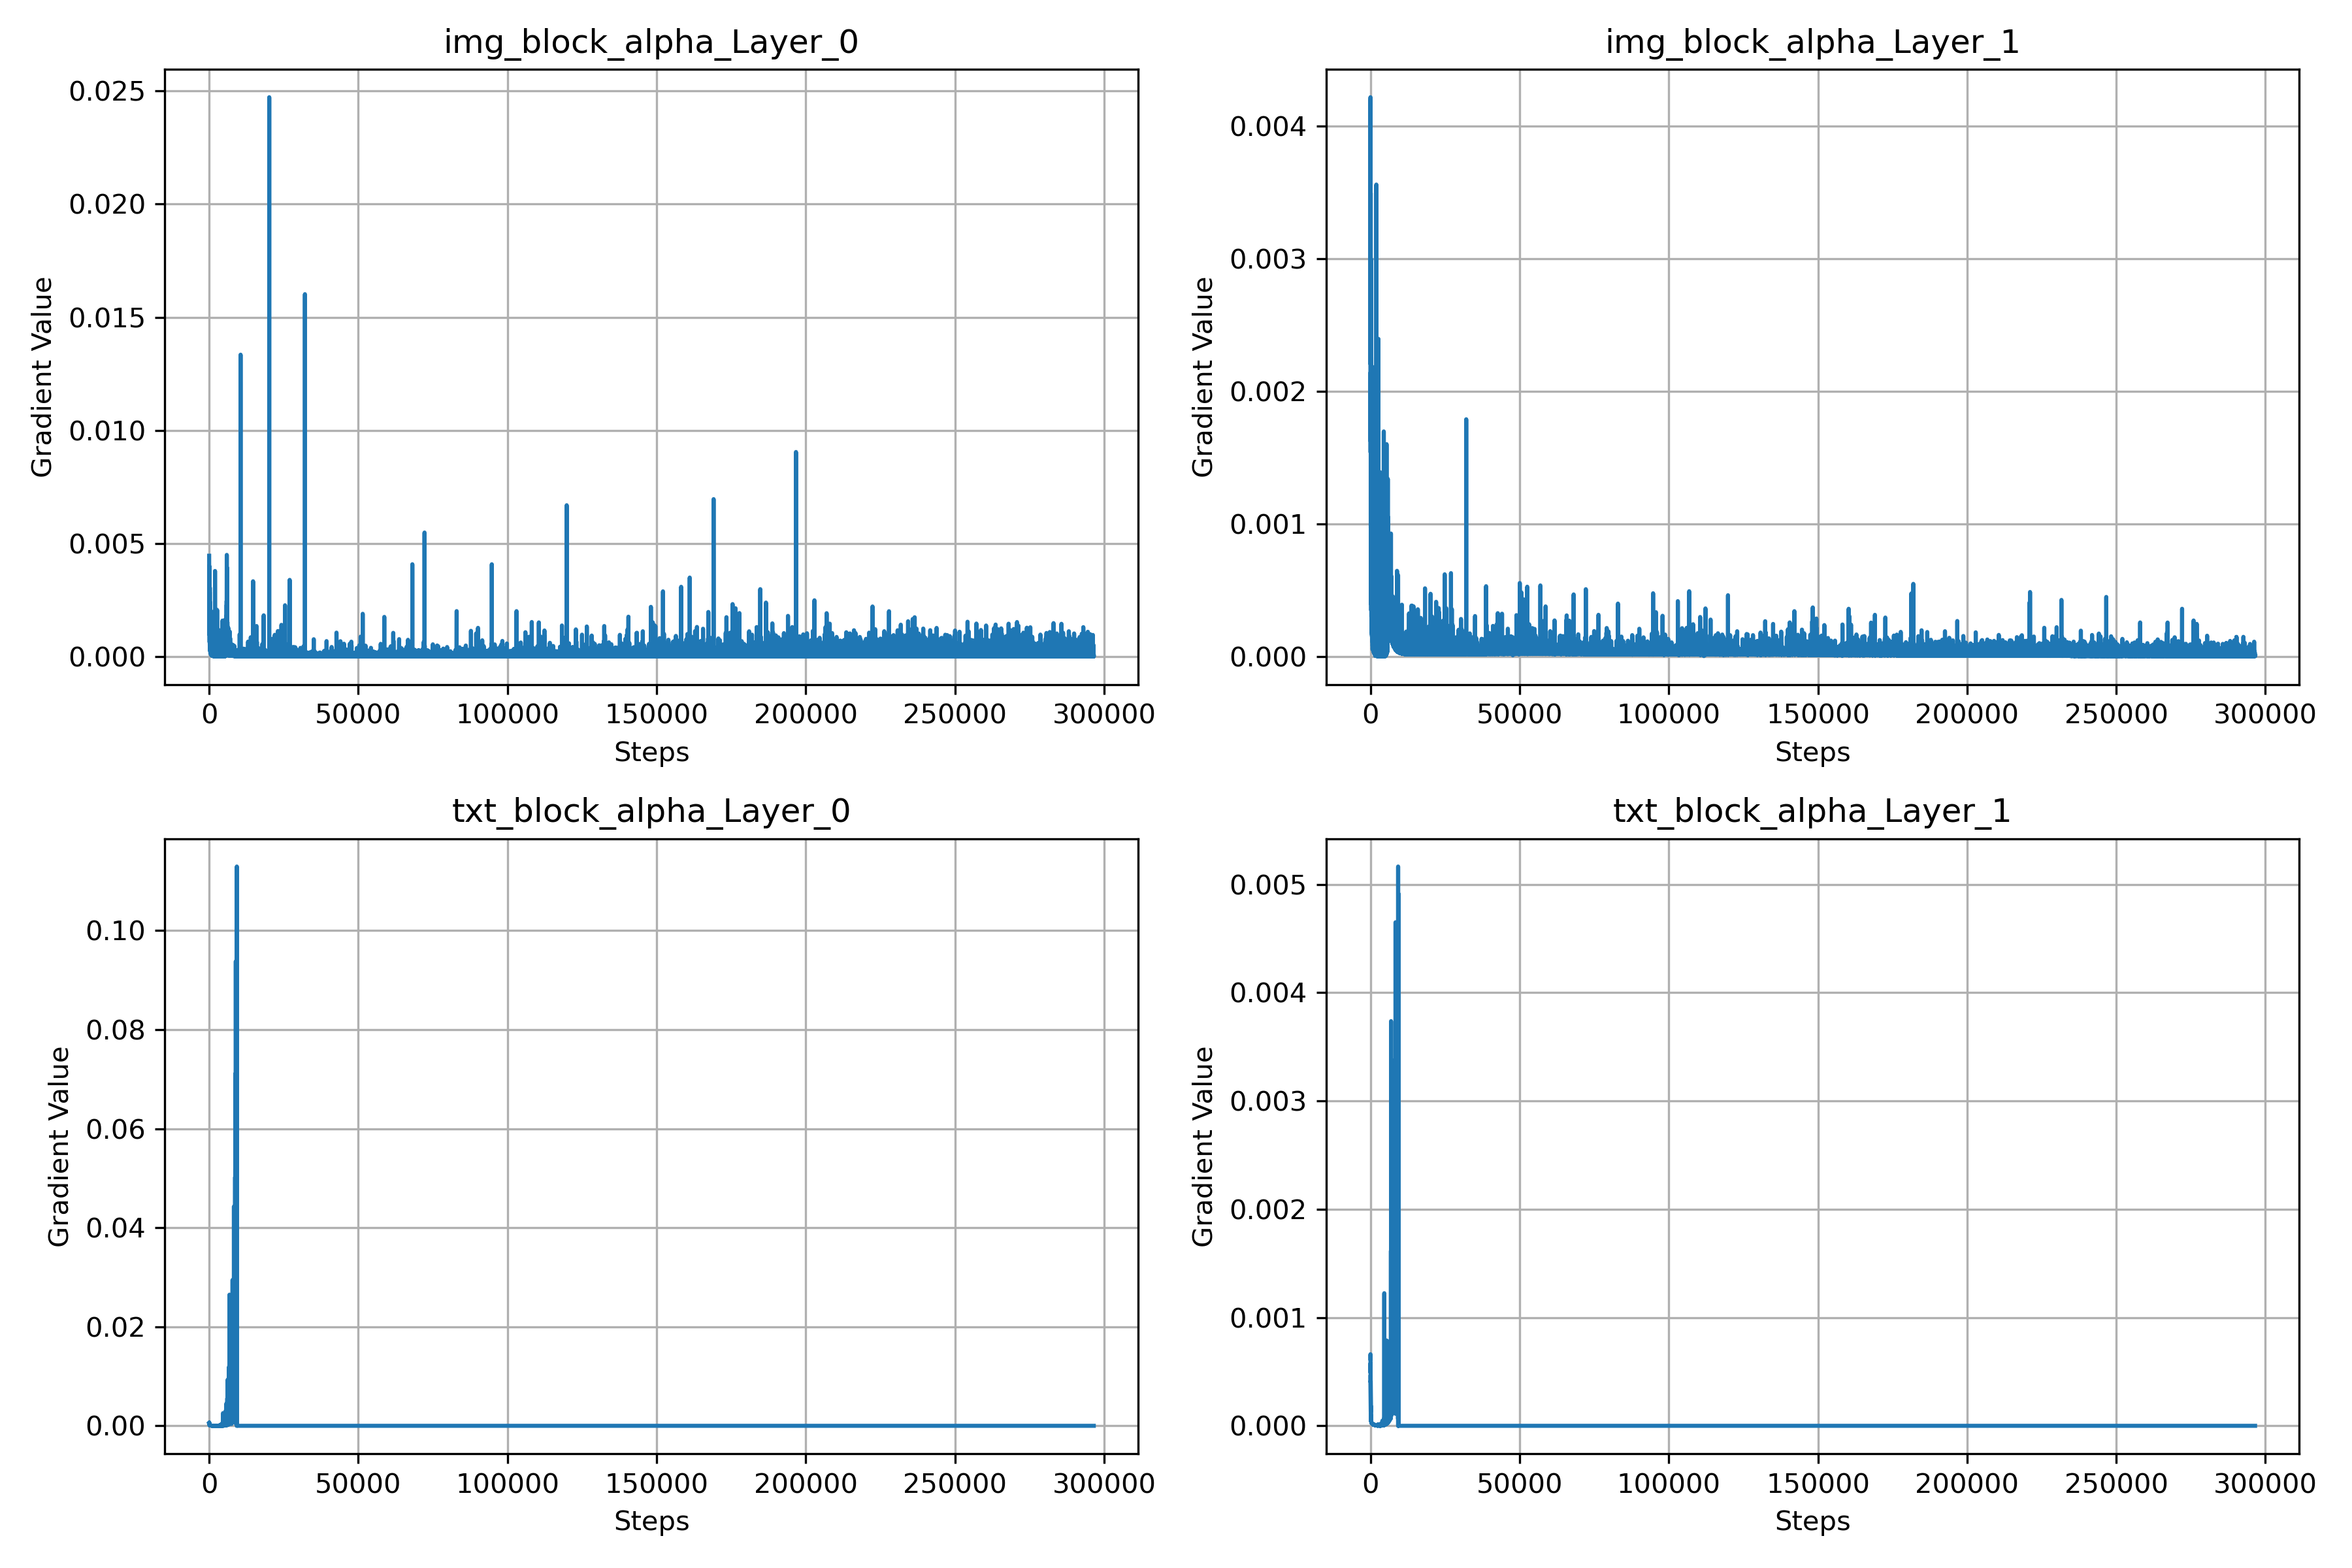 img_block_alpha_Layer_0
0.025
0.020
0.015
0.010
0.005
0.000
Gradient Value
0 50000 100000 150000 200000 250000 300000
Steps
img_block_alpha_Layer_1
0.004
0.003
0.002
0.001
0.000
Gradient Value
0 50000 100000 150000 200000 250000 300000
Steps
txt_block_alpha_Layer_0
0.10
0.08
0.06
0.04
0.02
0.00
Gradient Value
0 50000 100000 150000 200000 250000 300000
Steps
txt_block_alpha_Layer_1
0.005
0.004
0.003
0.002
0.001
0.000
Gradient Value
0 50000 100000 150000 200000 250000 300000
Steps